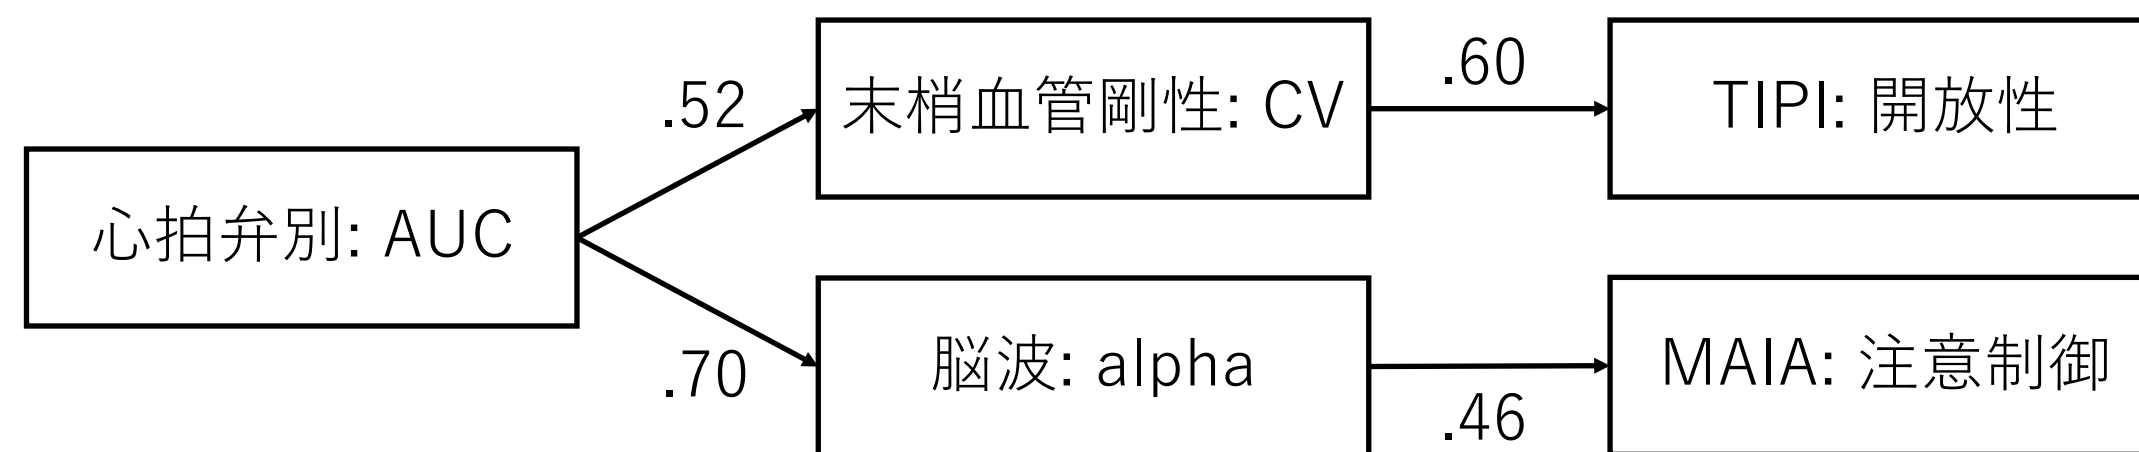 .52
末梢血管剛性: CV
.60
TIPI: 開放性
心拍弁別: AUC
.70
脳波: alpha
.46
MAIA: 注意制御